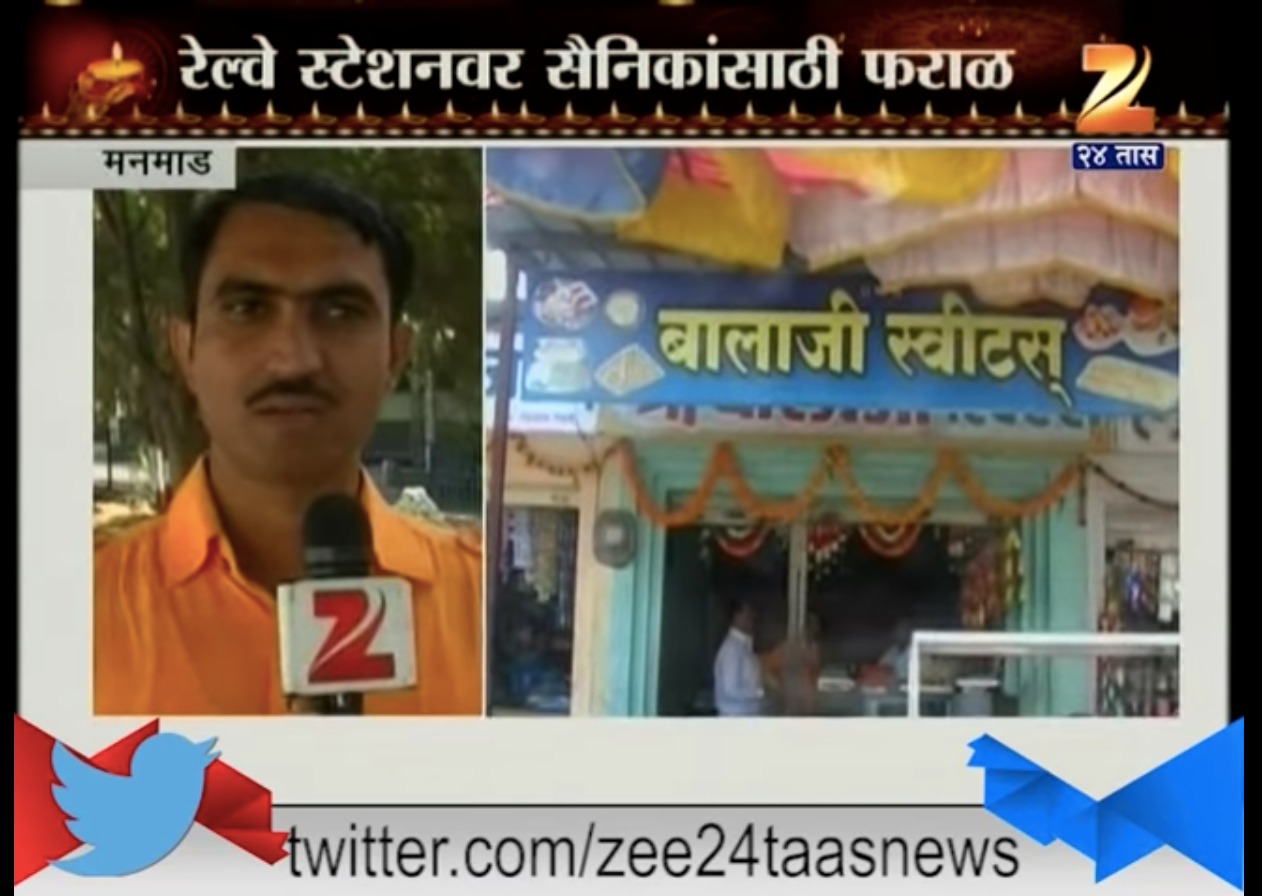 रेल्वे स्टेशनवर सैनिकांसाठी फराळ
Z
२४ तास
मनमाड
बालाजी स्वीटस्
Z
twitter.com/zee24taasnews